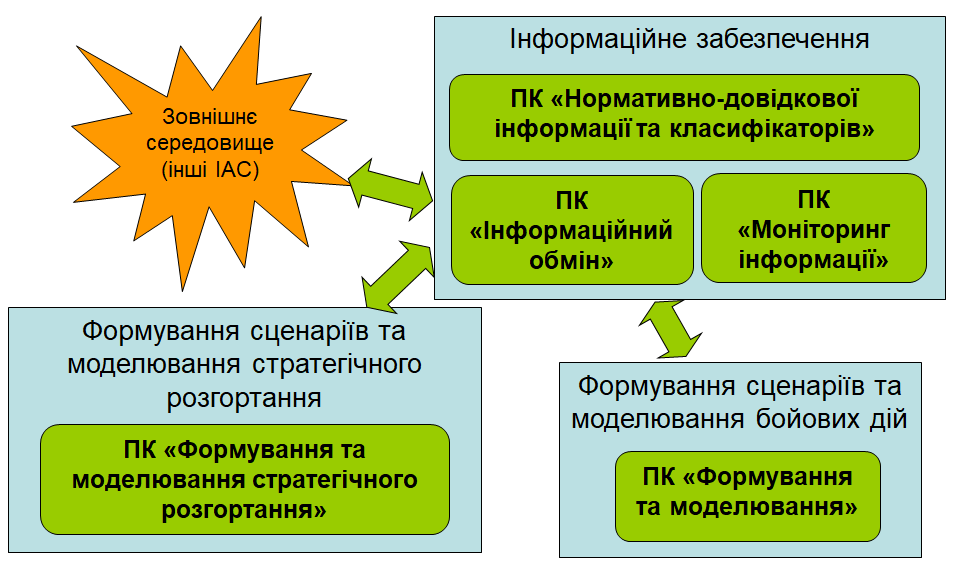 Зовнішнє
середовище
(інші ІАС)
Інформаційне забезпечення
ПК «Нормативно-довідкової
інформації та класифікаторів»
ПК
«Інформаційний
обмін»
ПК
«Моніторинг
інформації»
Формування сценаріїв та
моделювання стратегічного
розгортання
ПК «Формування та
моделювання стратегічного
розгортання»
Формування сценаріїв та
моделювання бойових дій
ПК «Формування
та моделювання»